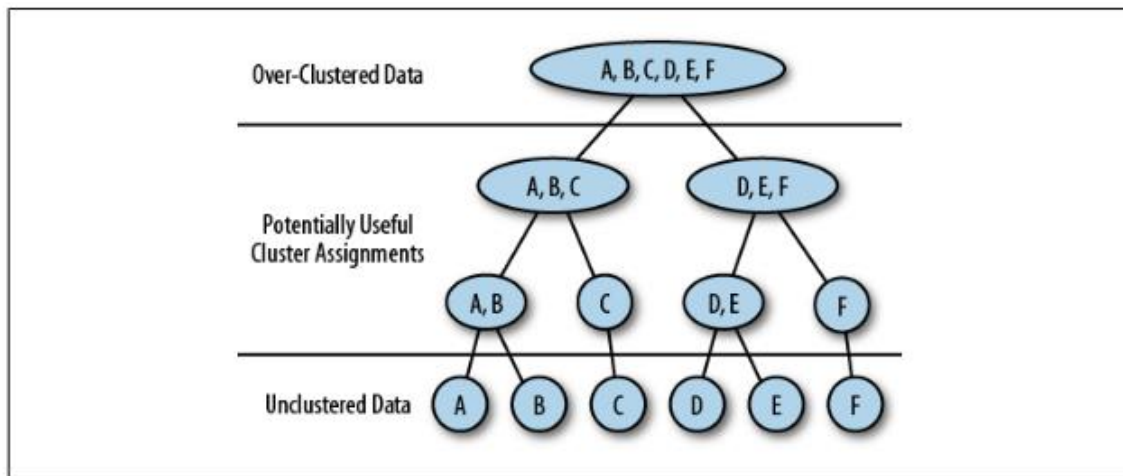 Over-Clustered Data
A, B, C, D, E, F
A, B, C
D, E, F
Potentially Useful
Cluster Assignments
A, B
C
D, E
F
Unclustered Data
A
B
C
D
E
F